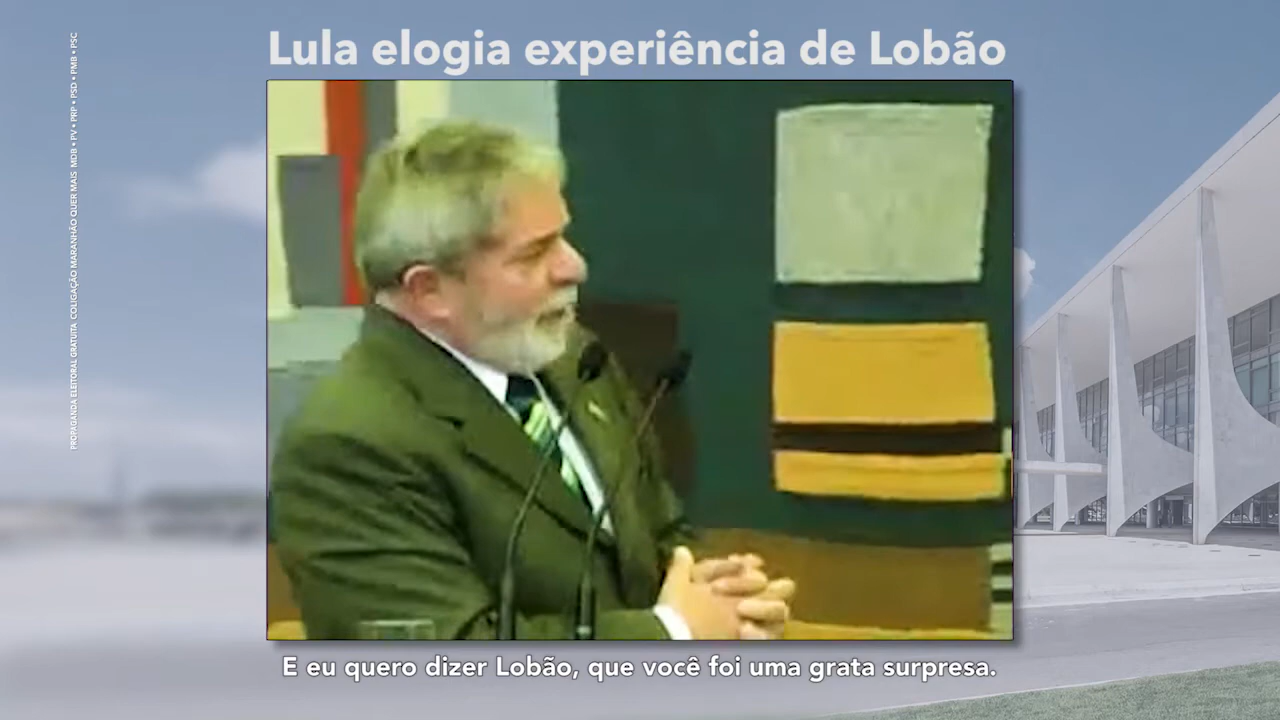 Lula elogia experiência de Lobão
PROPAGANDA ELEITORAL GRATUITA COLIGAÇÃO MARANHÃO QUER MAIS MDB • PV • PRP • PSD • PMB • PSC
E eu quero dizer Lobão, que você foi uma grata surpresa.